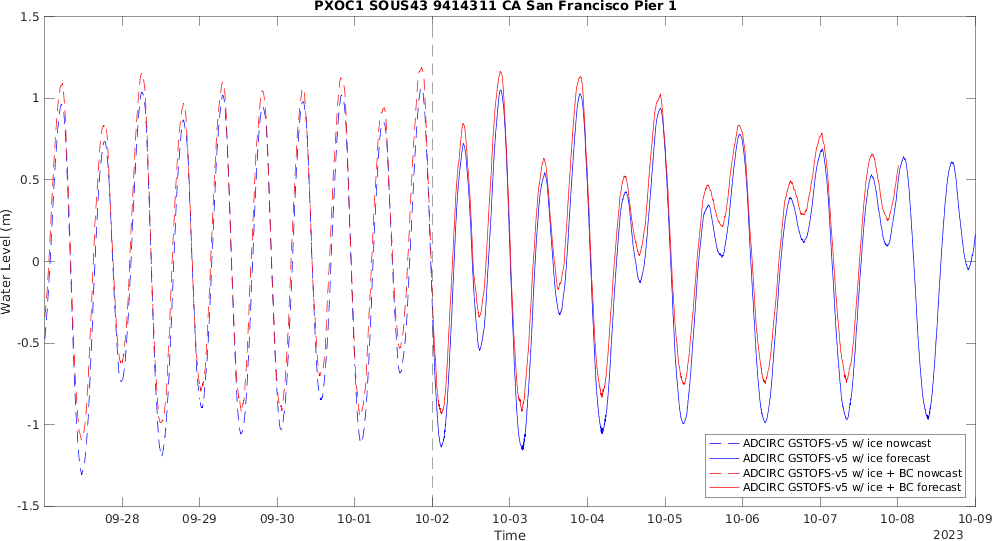 PXOC1 SOUS43 9414311 CA San Francisco Pier 1
1.5
1
0.5
0
-0.5
-1
-1.5
Water Level (m)
ADCIRC GSTOFS-v5 w/ ice nowcast
ADCIRC GSTOFS-v5 w/ ice forecast
ADCIRC GSTOFS-v5 w/ ice + BC nowcast
ADCIRC GSTOFS-v5 w/ ice + BC forecast
09-28 09-29 09-30 10-01 10-02 10-03 10-04 10-05 10-06 10-07 10-08 10-09
Time
2023